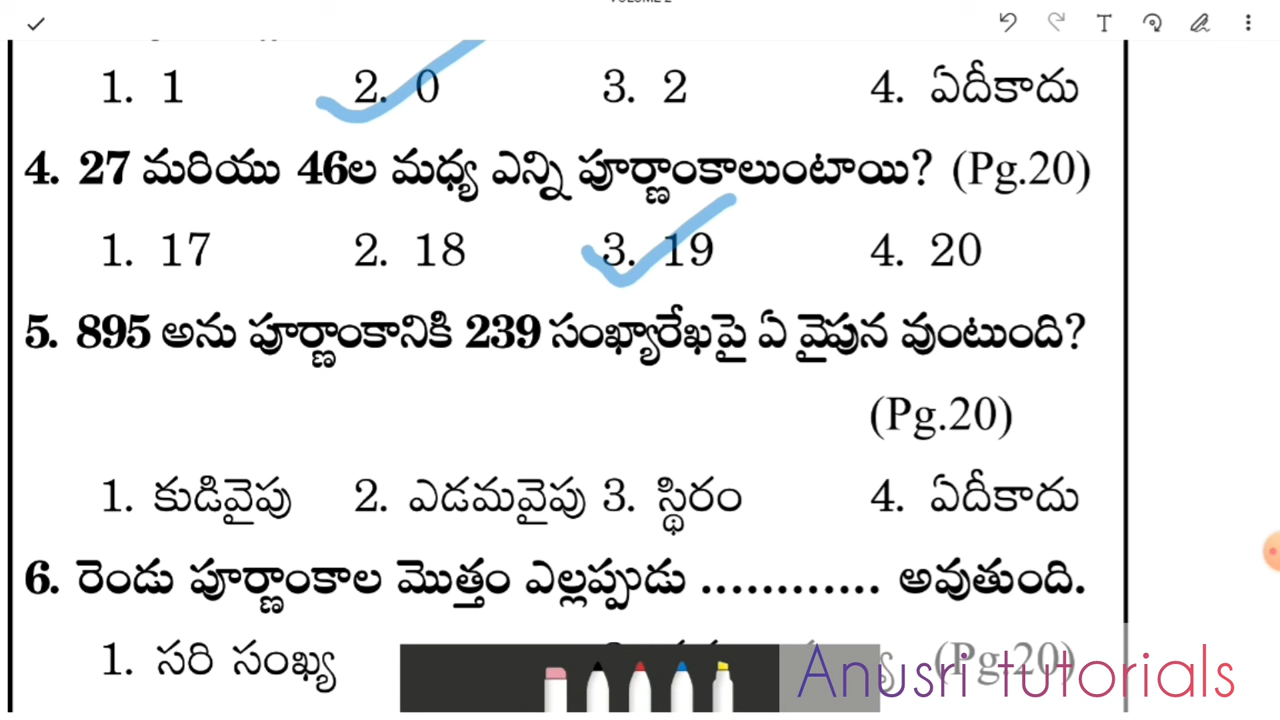 1. 1 2. 0 3. 2 4. ఏదీకాదు
4. 27 మరియు 46ల మధ్య ఎన్ని పూర్ణాంకాలుంటాయి? (Pg.20)
1. 17 2. 18 3. 19 4. 20
5. 895 అను పూర్ణాంకానికి 239 సంఖ్యారేఖపై ఏ వైపున వుంటుంది?
(Pg.20)
1. కుడివైపు 2. ఎడమవైపు 3. స్థిరం 4. ఏదీకాదు
6. రెండు పూర్ణాంకాల మొత్తం ఎల్లప్పుడు ............ అవుతుంది.
1. సరి సంఖ్య (Pg.20)
Anusri tutorials